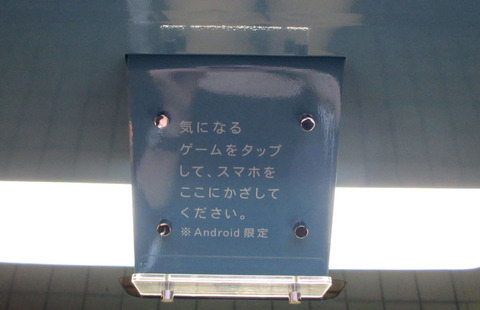 気になる
ゲームをタップ
して、スマホを
ここにかざして
ください。
※Android 限定